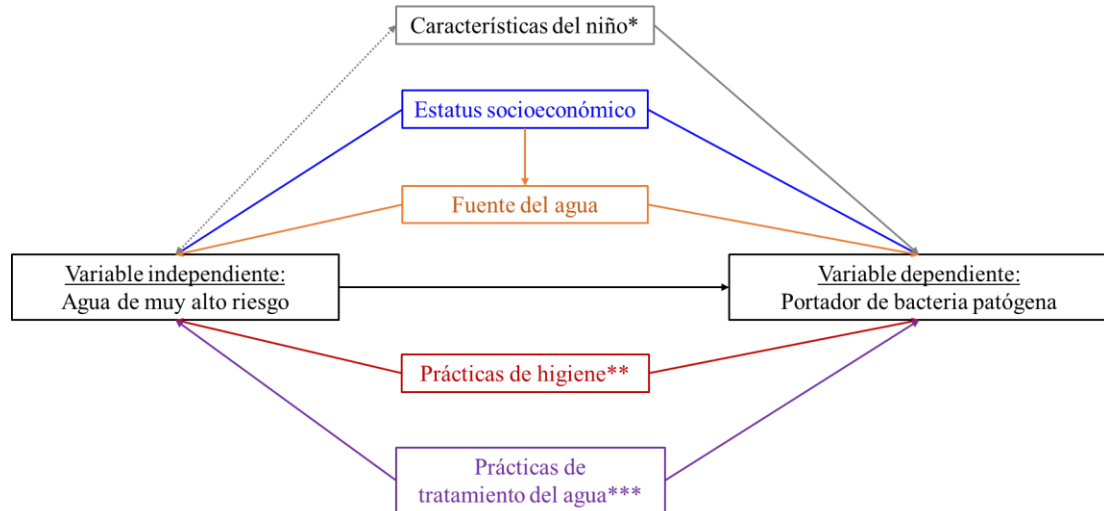 Características del niño*
Estatus socioeconómico
Fuente del agua
Variable independiente:
Agua de muy alto riesgo
Variable dependiente:
Portador de bacteria patógena
Prácticas de higiene**
Prácticas de
tratamiento del agua***